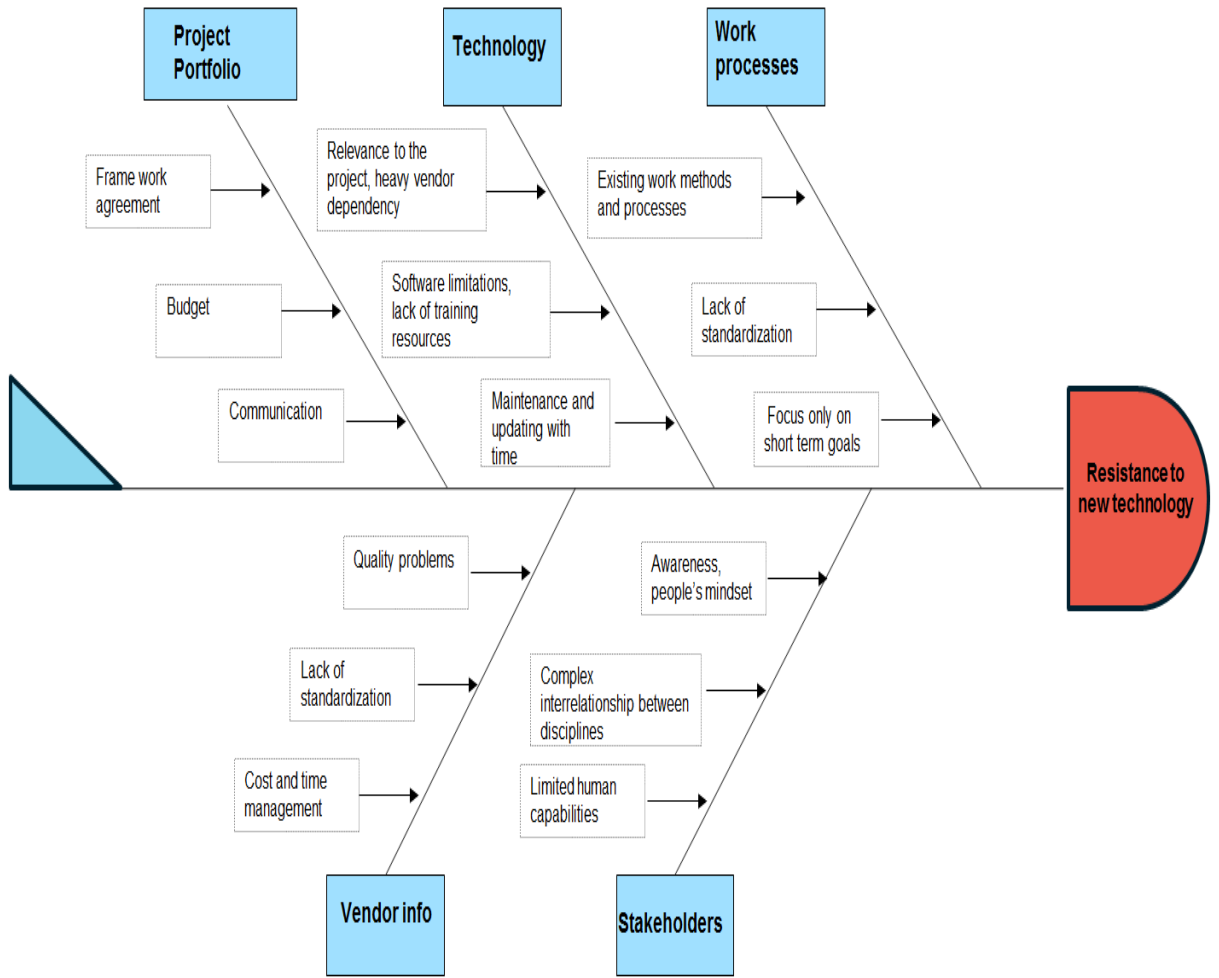 Project
Portfolio
Technology
Work
processes
Frame work
agreement
Relevance to the
project, heavy vendor
dependency
Existing work methods
and processes
Budget
Software limitations,
lack of training
resources
Lack of
standardization
Communication
Maintenance and
updating with
time
Focus only on
short term goals
Resistance to
new technology
Quality problems
Awareness,
people’s mindset
Lack of
standardization
Complex
interrelationship between
disciplines
Cost and time
management
Limited human
capabilities
Vendor info
Stakeholders